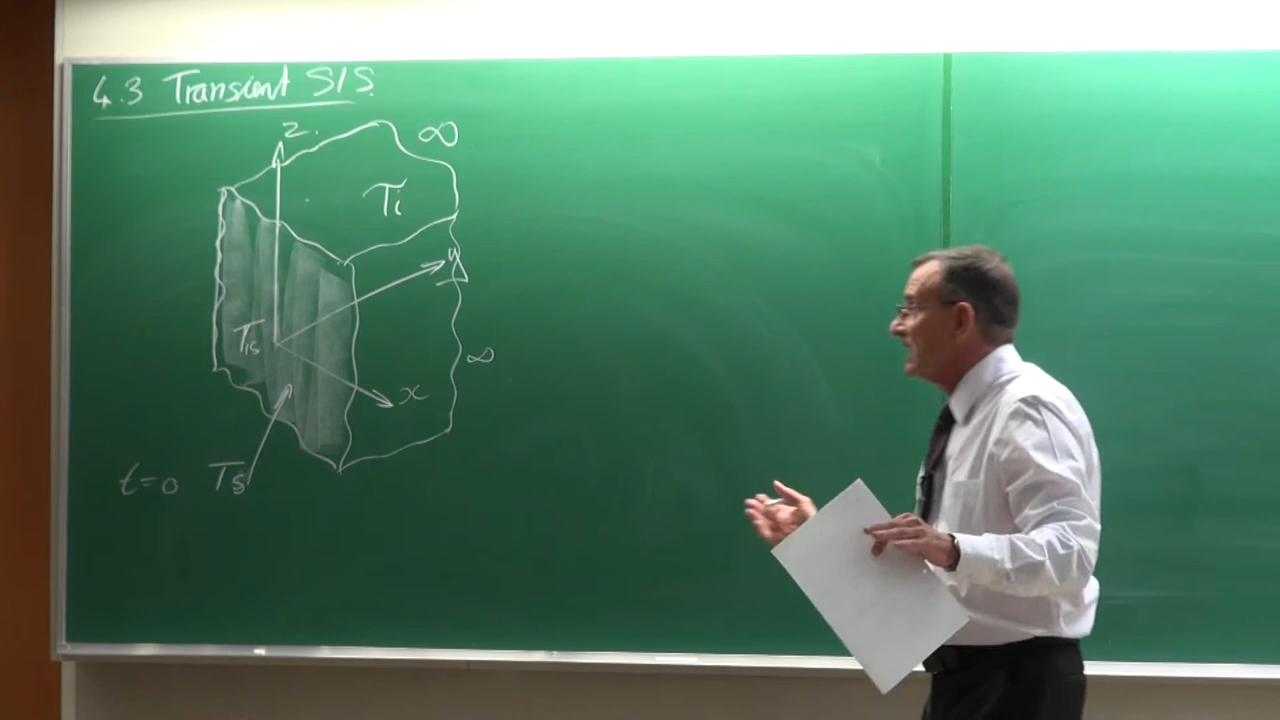 4.3 Transient S/S.
z.
∞
Ti
y
Tis
∞
x
t=0 Ts